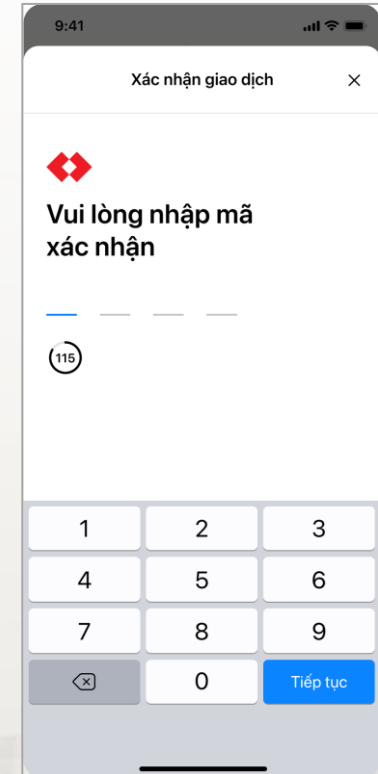 9:41
Xác nhận giao dịch
Vui lòng nhập mã
xác nhận
115
1 2 3
4 5 6
7 8 9
0 Tiếp tục